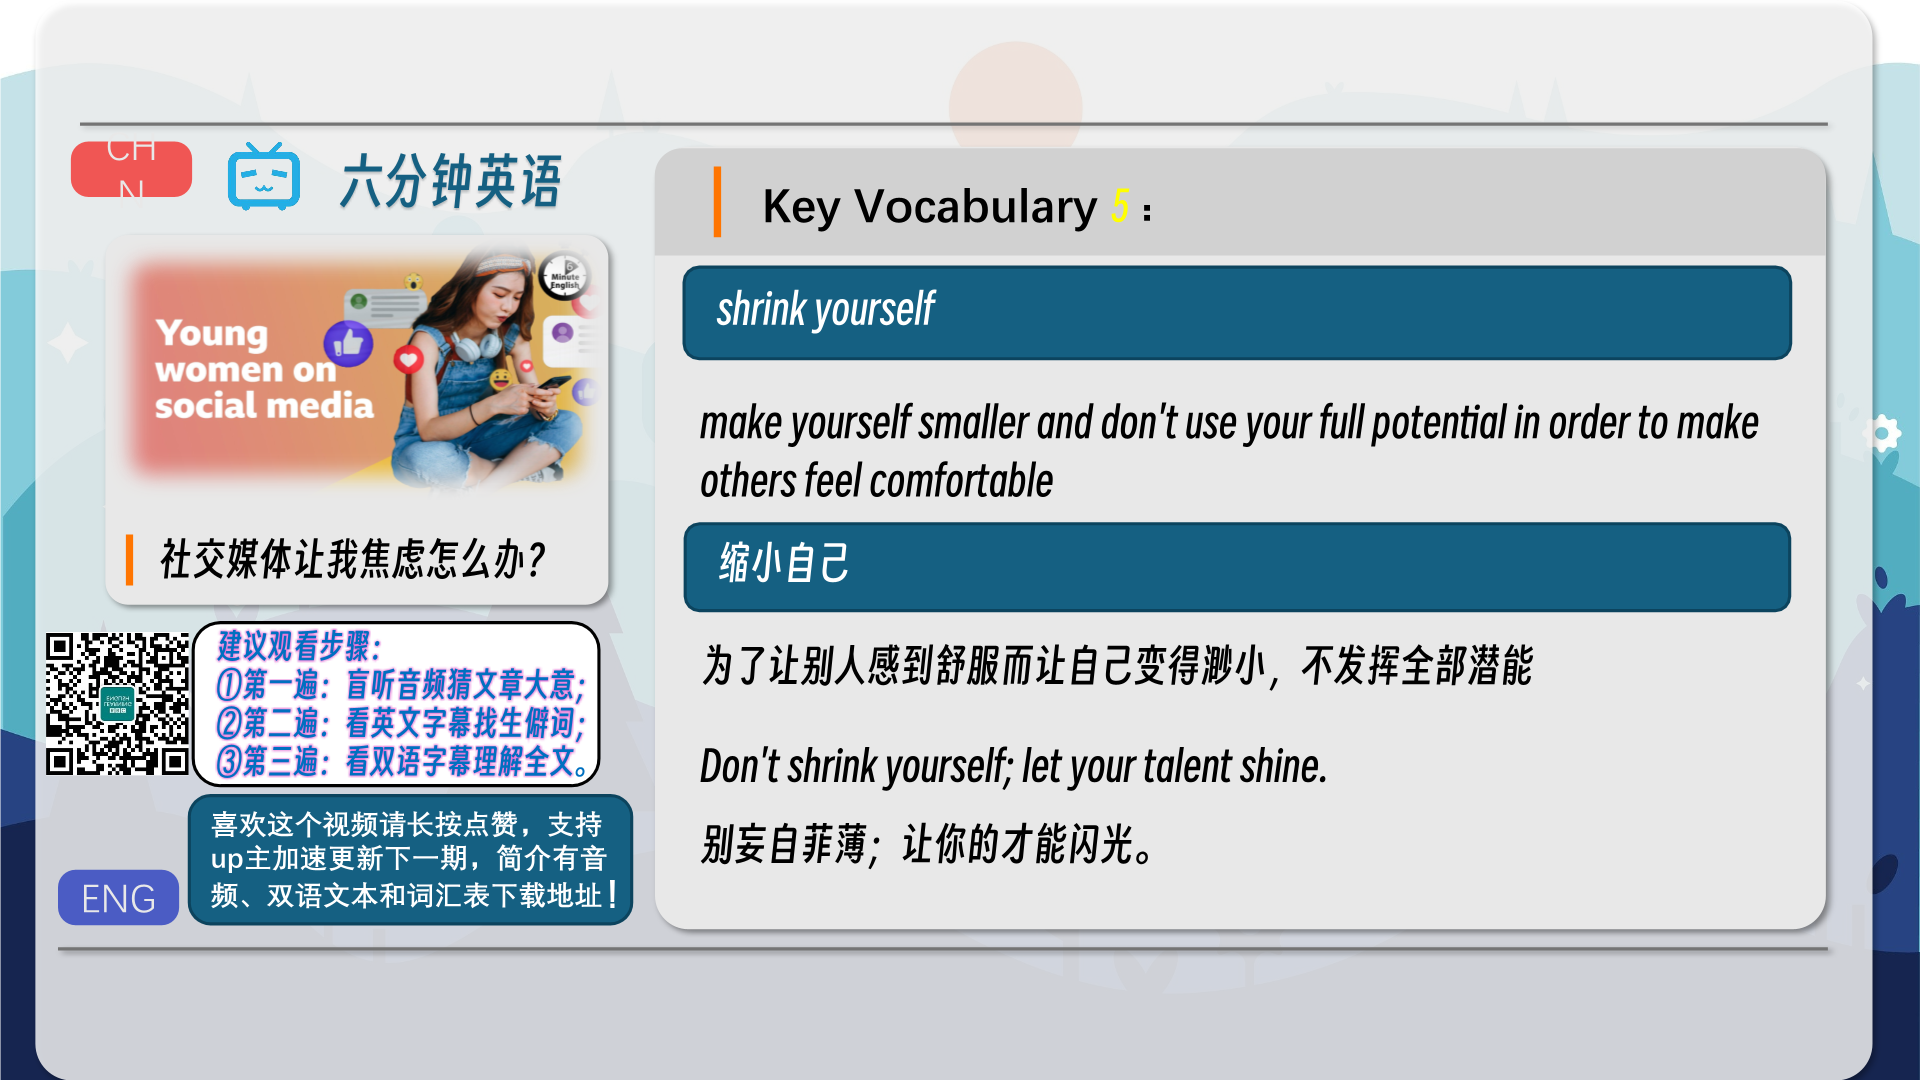 CH
N
六分钟英语
6
Minute
English
Young
women on
social media
社交媒体让我焦虑怎么办?
建议观看步骤:
①第一遍: 盲听音频猜文章大意;
②第二遍: 看英文字幕找生僻词;
③第三遍: 看双语字幕理解全文。
喜欢这个视频请长按点赞，支持
up主加速更新下一期，简介有音
频、双语文本和词汇表下载地址！
ENG
Key Vocabulary 5：
shrink yourself
make yourself smaller and don't use your full potential in order to make
others feel comfortable
缩小自己
为了让别人感到舒服而让自己变得渺小, 不发挥全部潜能
Don't shrink yourself; let your talent shine.
别妄自菲薄; 让你的才能闪光。